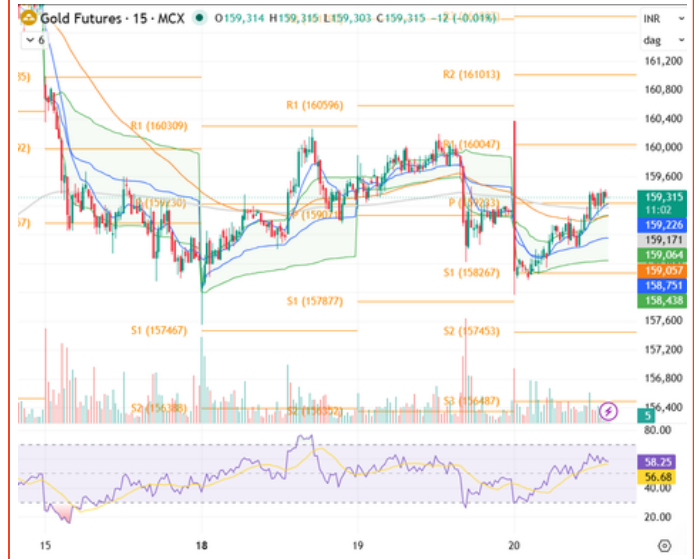 Gold Futures · 15 · MCX O159,314 H159,315 L159,303 C159,315 −12 (−0.01%)
INR
6
dag
R2 (161013)
161,200
160,800
R1 (160596)
R1 (160309)
R1 (160047)
160,400
160,000
159,600
159,315
11:02
159,226
159,171
159,064
159,057
158,751
158,438
S1 (158267)
S1 (157877)
S1 (157467)
S2 (157453)
157,600
157,200
156,800
S3 (156487)
S2 (156388)
156,400
5
80.00
58.25
56.68
40.00
20.00
15 18 19 20